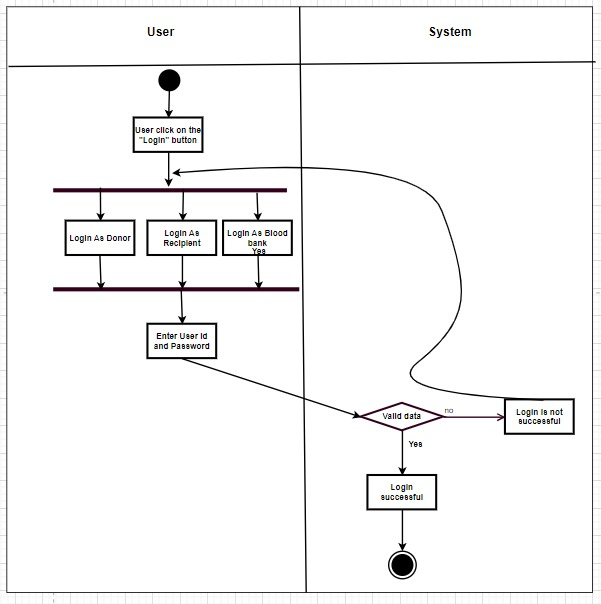 User
System
User click on the
"Login" button
Login As Donor
Login As
Recipient
Login As Blood
bank
Yes
Enter User Id
and Password
Valid data
no
Login is not
successful
Yes
Login
successful